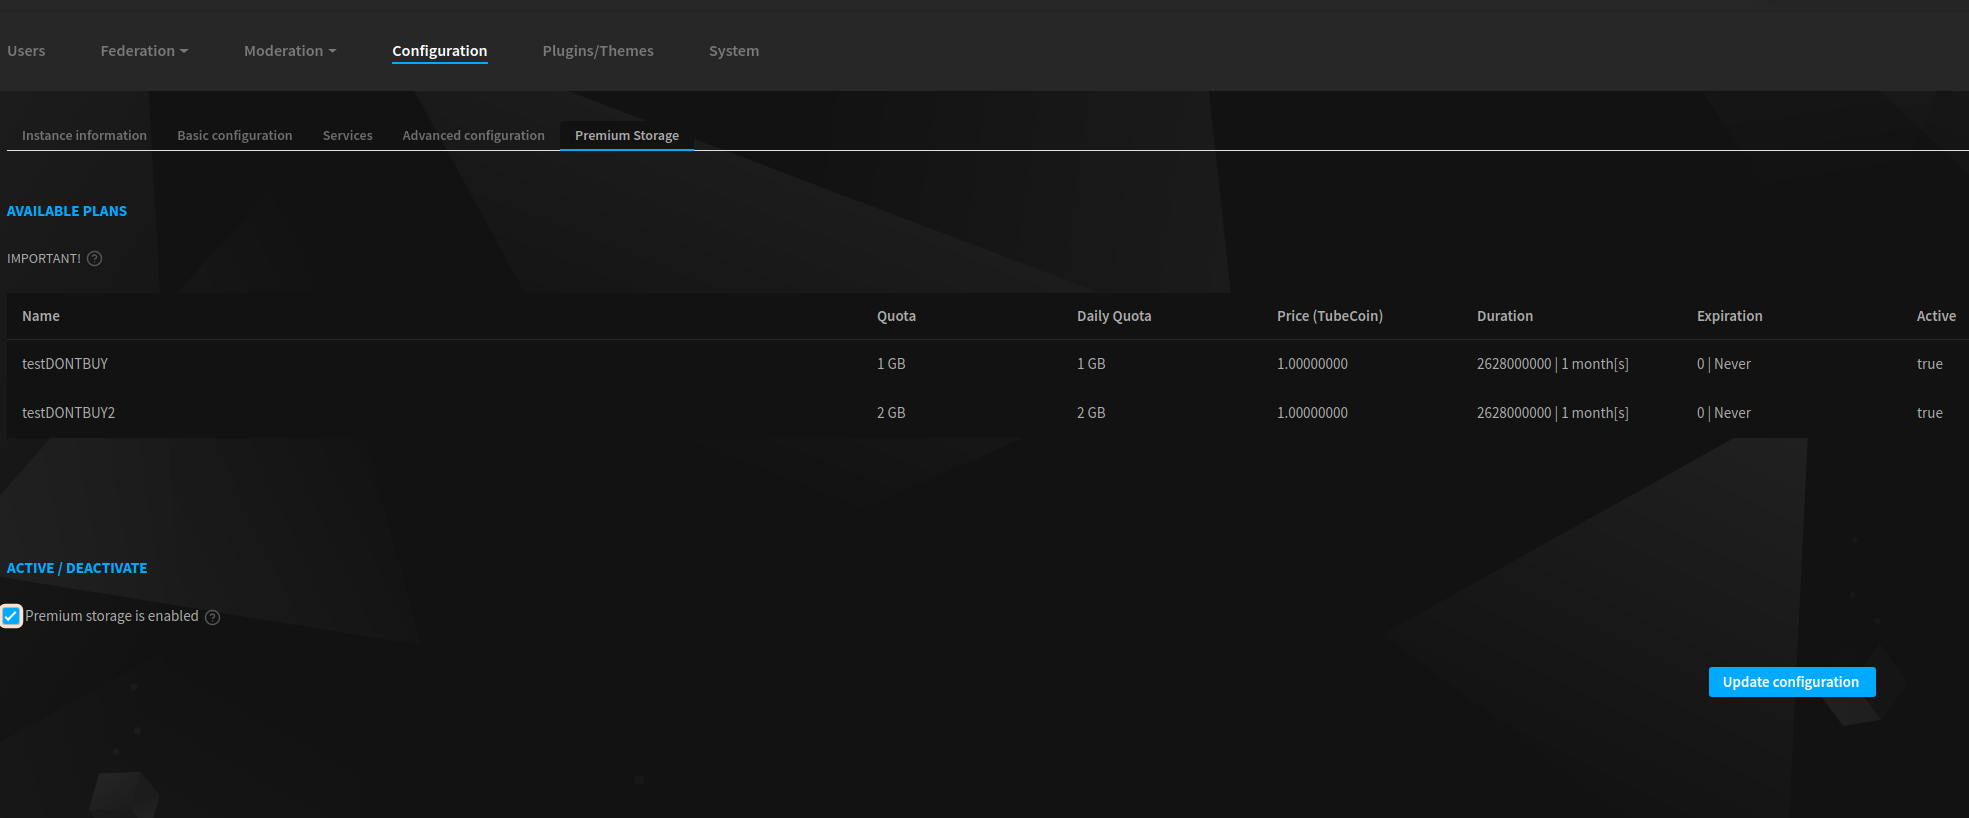 Users Federation Moderation Configuration Plugins/Themes System
Instance information Basic configuration Services Advanced configuration Premium Storage
AVAILABLE PLANS
IMPORTANT! ?
Name Quota Daily Quota Price (TubeCoin) Duration Expiration Active
testDONTBUY 1 GB 1 GB 1.00000000 2628000000 | 1 month[s] 0 | Never true
testDONTBUY2 2 GB 2 GB 1.00000000 2628000000 | 1 month[s] 0 | Never true
ACTIVE / DEACTIVATE
Premium storage is enabled ?
Update configuration